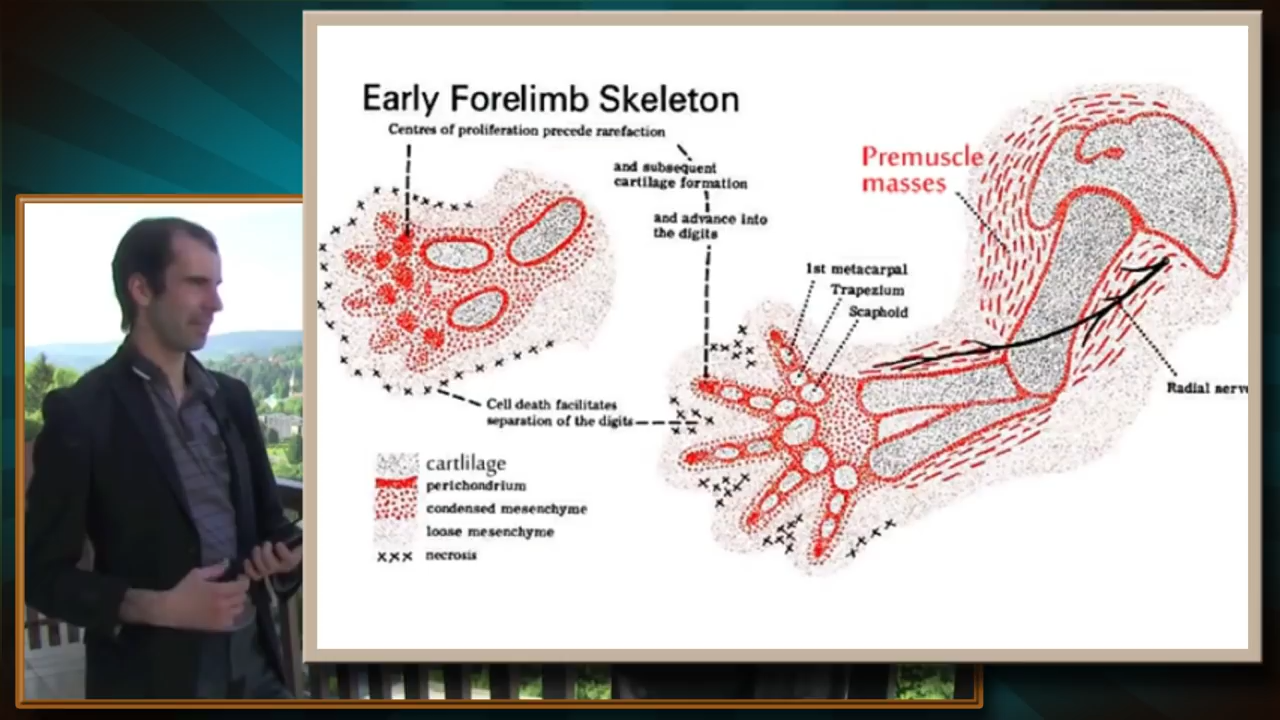 Early Forelimb Skeleton
Centres of proliferation precede rarefaction
and subsequent
cartilage formation
and advance into
the digits
Premuscle
masses
1st metacarpal
Trapezium
Scaphoid
Radial nerv
Cell death facilitates
separation of the digits
cartlilage
perichondrium
condensed mesenchyme
loose mesenchyme
xxx necrosis